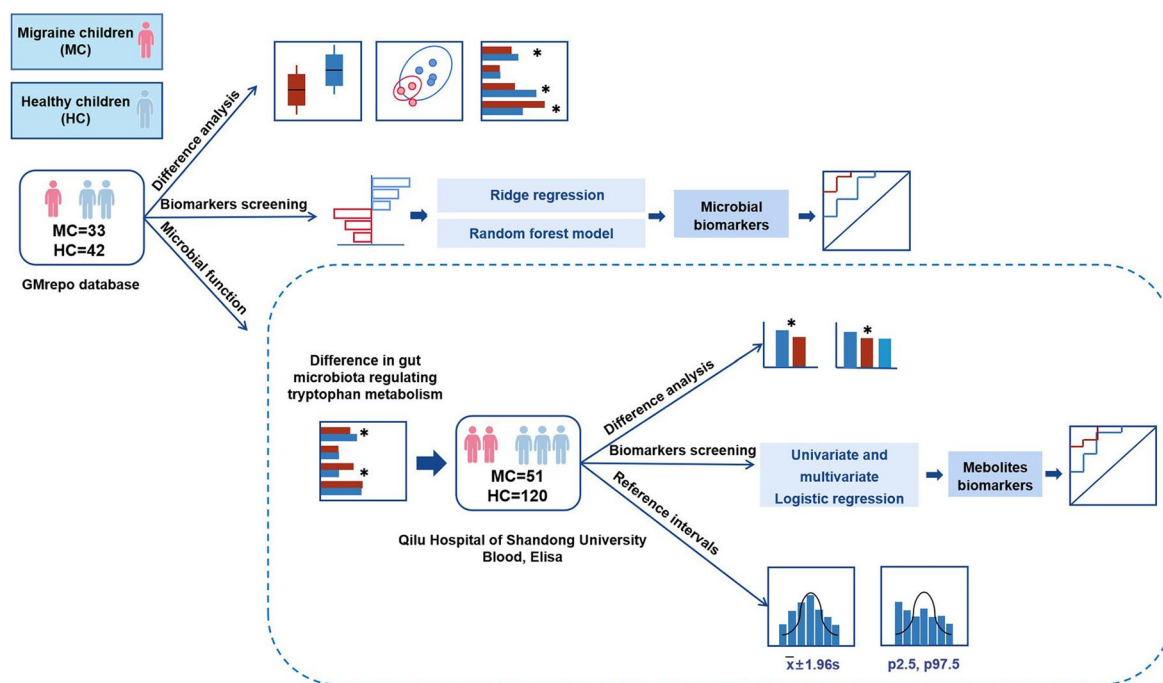 Migraine children
(MC)
Healthy children
(HC)
MC=33
HC=42
GMrepo database
Difference analysis
*
*
*
Biomarkers screening
Ridge regression
Random forest model
Microbial
biomarkers
Microbial function
Difference in gut
microbiota regulating
tryptophan metabolism
*
*
MC=51
HC=120
Qilu Hospital of Shandong University
Blood, Elisa
Difference analysis
*
*
Biomarkers screening
Univariate and
multivariate
Logistic regression
Mebolites
biomarkers
Reference intervals
x̅±1.96s
p2.5, p97.5